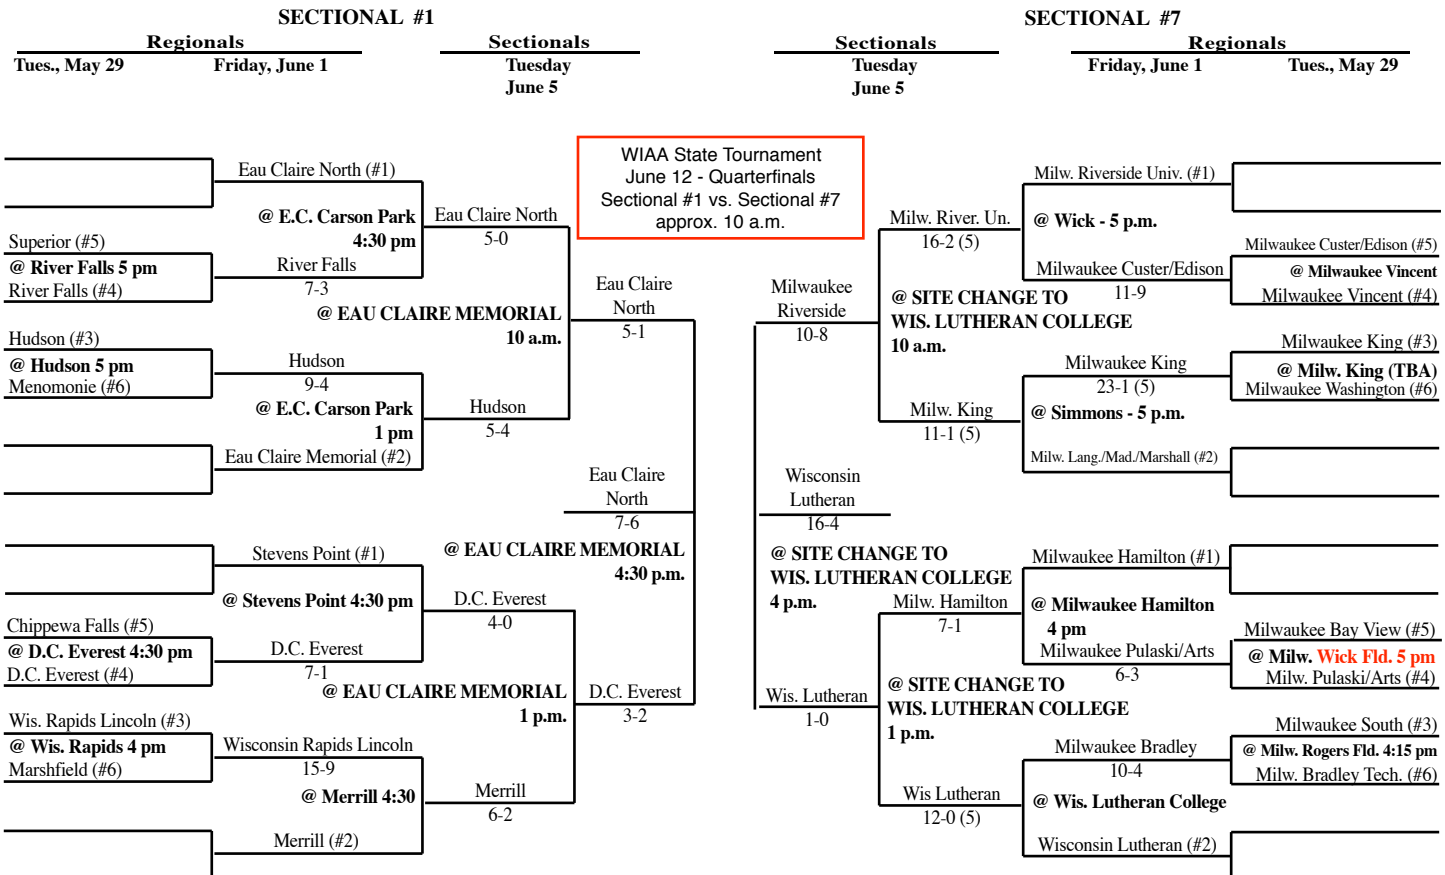 SECTIONAL #1
Regionals
Sectionals
Tues., May 29
Friday, June 1
Tuesday
June 5
Eau Claire North (#1)
@ E.C. Carson Park
4:30 pm
Eau Claire North
5-0
Superior (#5)
@ River Falls 5 pm
River Falls (#4)
River Falls
7-3
@ EAU CLAIRE MEMORIAL
10 a.m.
Eau Claire
North
5-1
Hudson (#3)
@ Hudson 5 pm
Menomonie (#6)
Hudson
9-4
@ E.C. Carson Park
1 pm
Hudson
5-4
Eau Claire Memorial (#2)
Eau Claire
North
7-6
@ EAU CLAIRE MEMORIAL
4:30 p.m.
Stevens Point (#1)
@ Stevens Point 4:30 pm
D.C. Everest
4-0
Chippewa Falls (#5)
@ D.C. Everest 4:30 pm
D.C. Everest (#4)
D.C. Everest
7-1
@ EAU CLAIRE MEMORIAL
1 p.m.
D.C. Everest
3-2
Wis. Rapids Lincoln (#3)
@ Wis. Rapids 4 pm
Marshfield (#6)
Wisconsin Rapids Lincoln
15-9
@ Merrill 4:30
Merrill
6-2
Merrill (#2)
WIAA State Tournament
June 12 - Quarterfinals
Sectional #1 vs. Sectional #7
approx. 10 a.m.
SECTIONAL #7
Sectionals
Regionals
Tuesday
June 5
Friday, June 1
Tues., May 29
Milw. Riverside Univ. (#1)
Milw. River. Un.
16-2 (5)
@ Wick - 5 p.m.
Milwaukee Custer/Edison (#5)
@ Milwaukee Vincent
Milwaukee Vincent (#4)
Milwaukee Custer/Edison
11-9
Milwaukee
Riverside
10-8
@ SITE CHANGE TO
WIS. LUTHERAN COLLEGE
10 a.m.
Milwaukee King (#3)
@ Milw. King (TBA)
Milwaukee Washington (#6)
Milwaukee King
23-1 (5)
@ Simmons - 5 p.m.
Milw. King
11-1 (5)
Milw. Lang./Mad./Marshall (#2)
Wisconsin
Lutheran
16-4
@ SITE CHANGE TO
WIS. LUTHERAN COLLEGE
4 p.m.
Milwaukee Hamilton (#1)
Milw. Hamilton
7-1
@ Milwaukee Hamilton
4 pm
Milwaukee Bay View (#5)
@ Milw. Wick Fld. 5 pm
Milw. Pulaski/Arts (#4)
Milwaukee Pulaski/Arts
6-3
Wis. Lutheran
1-0
@ SITE CHANGE TO
WIS. LUTHERAN COLLEGE
1 p.m.
Milwaukee South (#3)
@ Milw. Rogers Fld. 4:15 pm
Milw. Bradley Tech. (#6)
Milwaukee Bradley
10-4
Wis Lutheran
12-0 (5)
@ Wis. Lutheran College
Wisconsin Lutheran (#2)